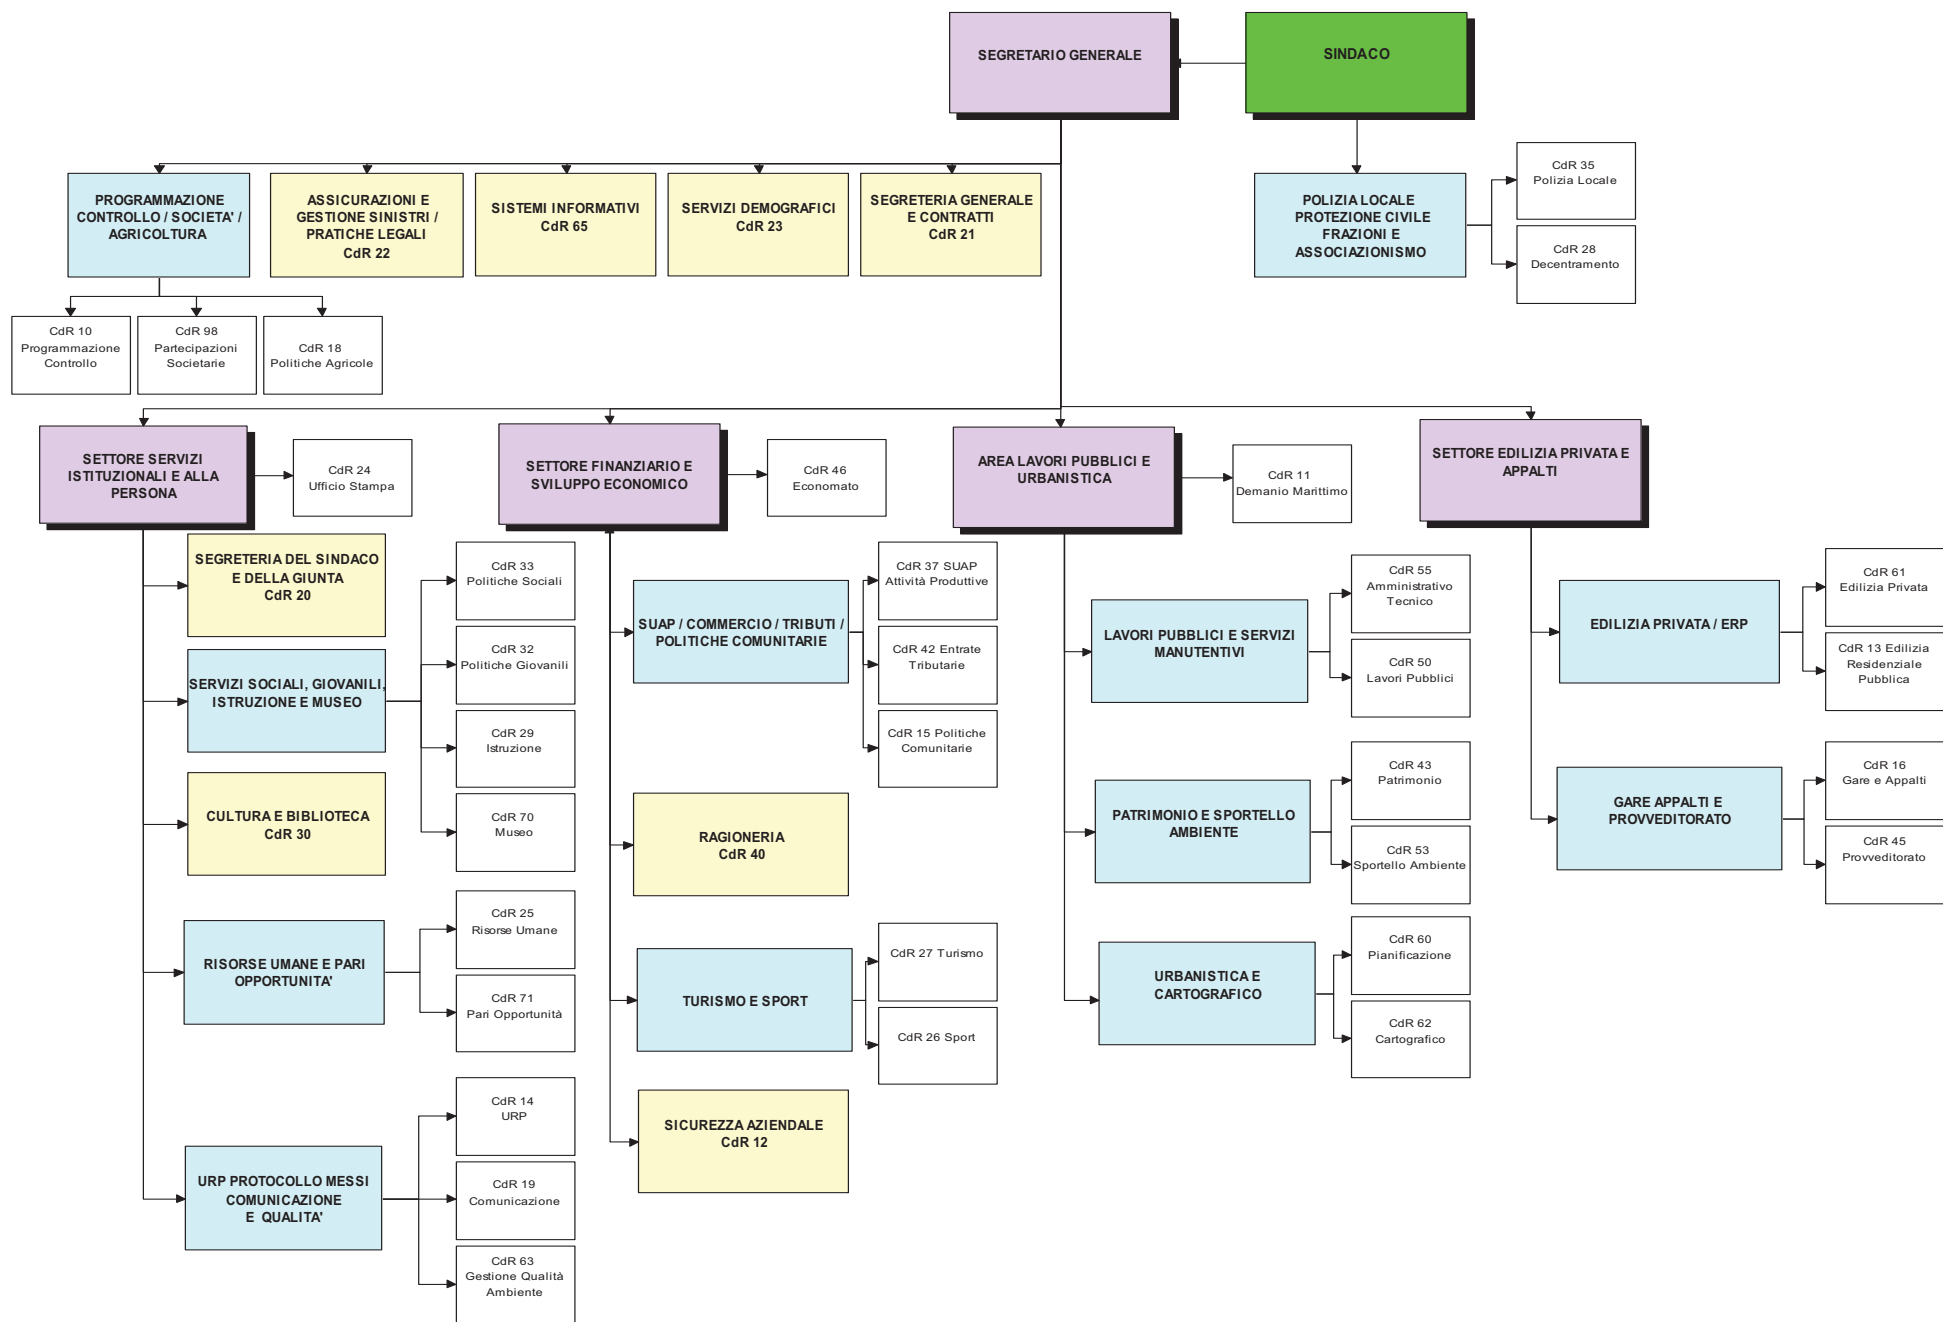 SEGRETARIO GENERALE
SINDACO
PROGRAMMAZIONE
CONTROLLO / SOCIETA' /
AGRICOLTURA
ASSICURAZIONI E
GESTIONE SINISTRI /
PRATICHE LEGALI
CdR 22
SISTEMI INFORMATIVI
CdR 65
SERVIZI DEMOGRAFICI
CdR 23
SEGRETERIA GENERALE
E CONTRATTI
CdR 21
POLIZIA LOCALE
PROTEZIONE CIVILE
FRAZIONI E
ASSOCIAZIONISMO
CdR 35
Polizia Locale
CdR 28
Decentramento
CdR 10
Programmazione
Controllo
CdR 98
Partecipazioni
Societarie
CdR 18
Politiche Agricole
SETTORE SERVIZI
ISTITUZIONALI E ALLA
PERSONA
CdR 24
Ufficio Stampa
SETTORE FINANZIARIO E
SVILUPPO ECONOMICO
CdR 46
Economato
AREA LAVORI PUBBLICI E
URBANISTICA
CdR 11
Demanio Marittimo
SETTORE EDILIZIA PRIVATA E
APPALTI
SEGRETERIA DEL SINDACO
E DELLA GIUNTA
CdR 20
SERVIZI SOCIALI, GIOVANILI,
ISTRUZIONE E MUSEO
CdR 33
Politiche Sociali
CdR 32
Politiche Giovanili
CdR 29
Istruzione
CdR 70
Museo
CULTURA E BIBLIOTECA
CdR 30
RISORSE UMANE E PARI
OPPORTUNITA'
CdR 25
Risorse Umane
CdR 71
Pari Opportunità
URP PROTOCOLLO MESSI
COMUNICAZIONE
E QUALITA'
CdR 14
URP
CdR 19
Comunicazione
CdR 63
Gestione Qualità
Ambiente
SUAP / COMMERCIO / TRIBUTI /
POLITICHE COMUNITARIE
CdR 37 SUAP
Attività Produttive
CdR 42 Entrate
Tributarie
CdR 15 Politiche
Comunitarie
RAGIONERIA
CdR 40
TURISMO E SPORT
CdR 27 Turismo
CdR 26 Sport
SICUREZZA AZIENDALE
CdR 12
LAVORI PUBBLICI E SERVIZI
MANUTENTIVI
CdR 55
Amministrativo
Tecnico
CdR 50
Lavori Pubblici
PATRIMONIO E SPORTELLO
AMBIENTE
CdR 43
Patrimonio
CdR 53
Sportello Ambiente
URBANISTICA E
CARTOGRAFICO
CdR 60
Pianificazione
CdR 62
Cartografico
EDILIZIA PRIVATA / ERP
CdR 61
Edilizia Privata
CdR 13 Edilizia
Residenziale
Pubblica
GARE APPALTI E
PROVVEDITORATO
CdR 16
Gare e Appalti
CdR 45
Provveditorato